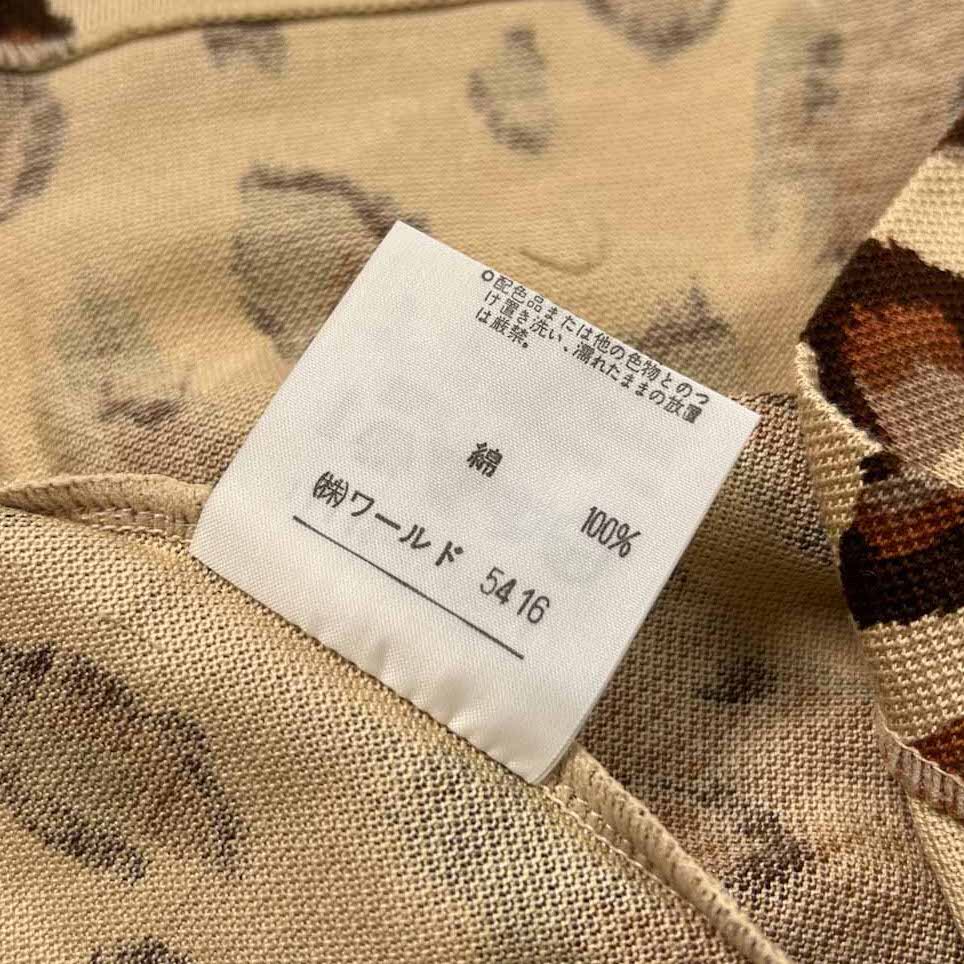 ○配色品または他の色物とのつ
け置き洗い、濡れたままの放置
は厳禁。
綿
100%
㈱ワールド 5416